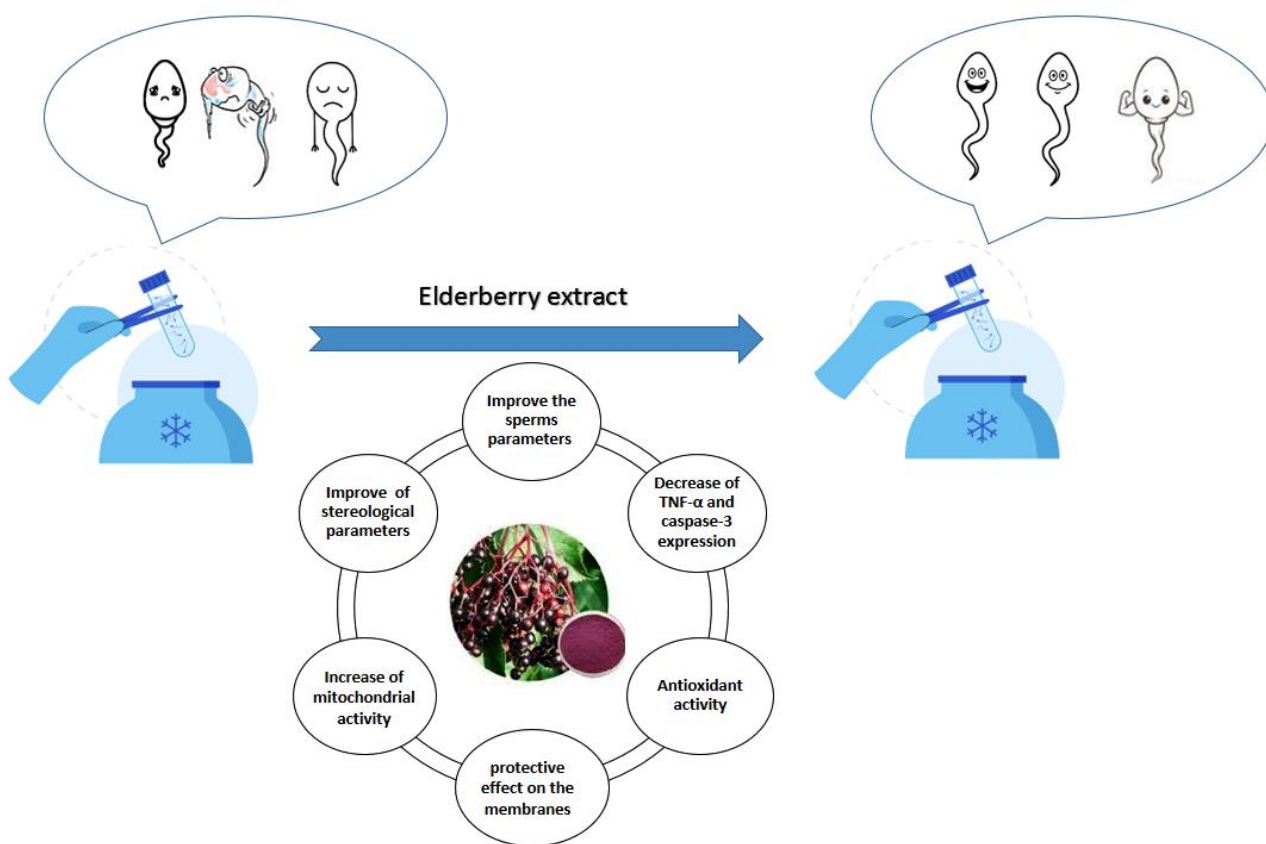 Elderberry extract
Improve the
sperms
parameters
Decrease of
TNF-α and
caspase-3
expression
Antioxidant
activity
protective
effect on the
membranes
Increase of
mitochondrial
activity
Improve of
stereological
parameters